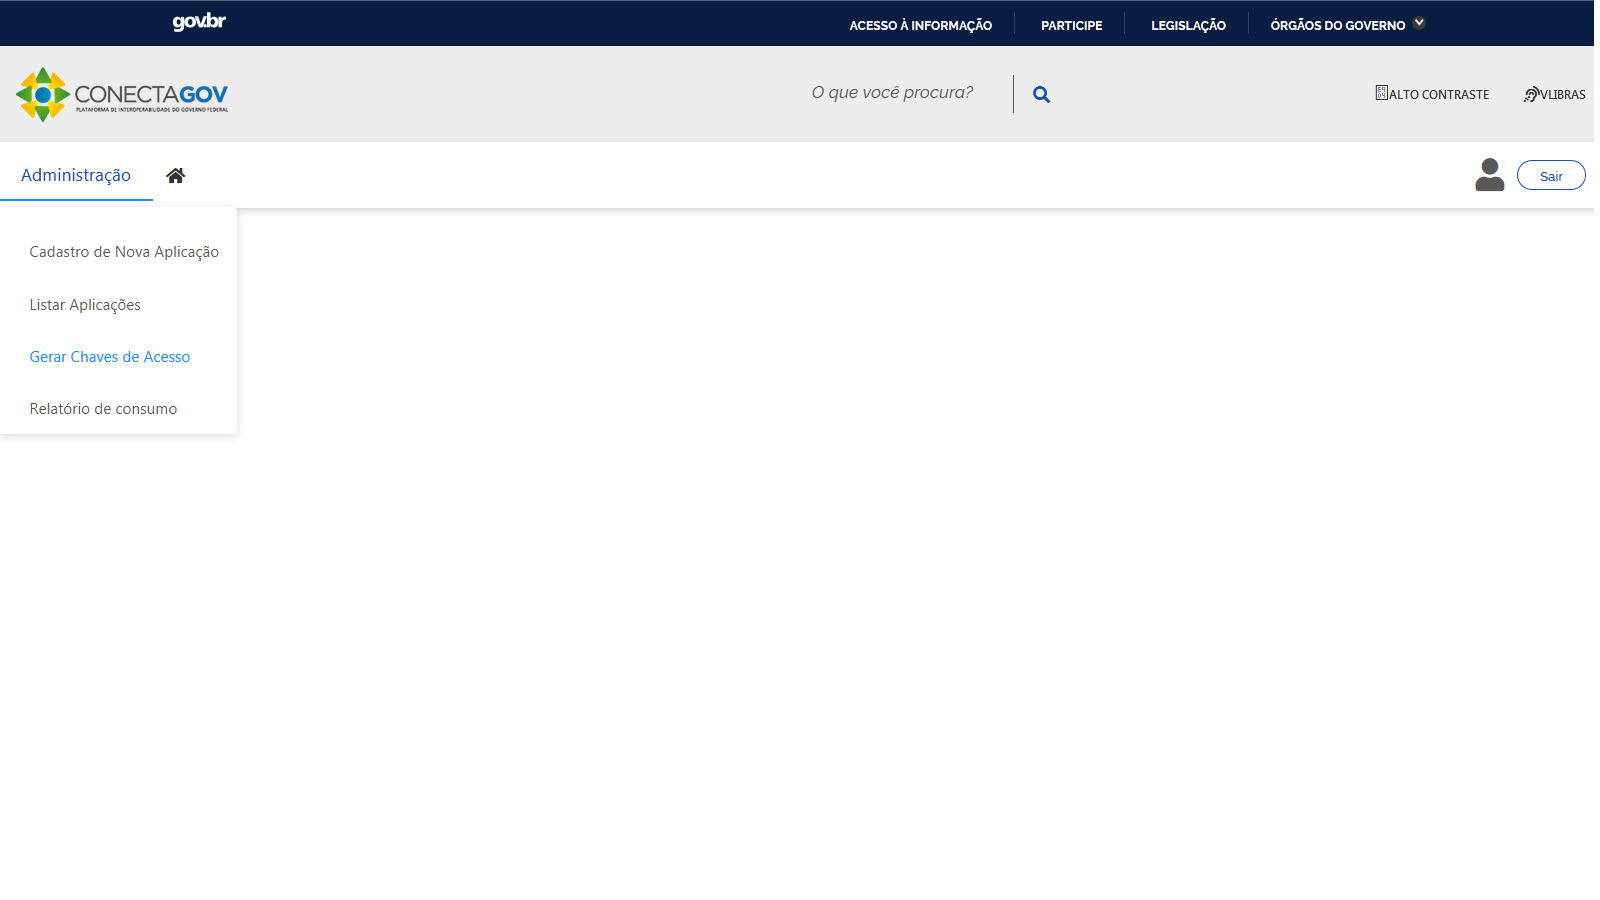 gov.br
ACESSO À INFORMAÇÃO
PARTICIPE
LEGISLAÇÃO
ÓRGÃOS DO GOVERNO
CONECTAGOV
PLATAFORMA DE INTEROPERABILIDADE DO GOVERNO FEDERAL
O que você procura?
ALTO CONTRASTE
VLIBRAS
Administração
Sair
Cadastro de Nova Aplicação
Listar Aplicações
Gerar Chaves de Acesso
Relatório de consumo